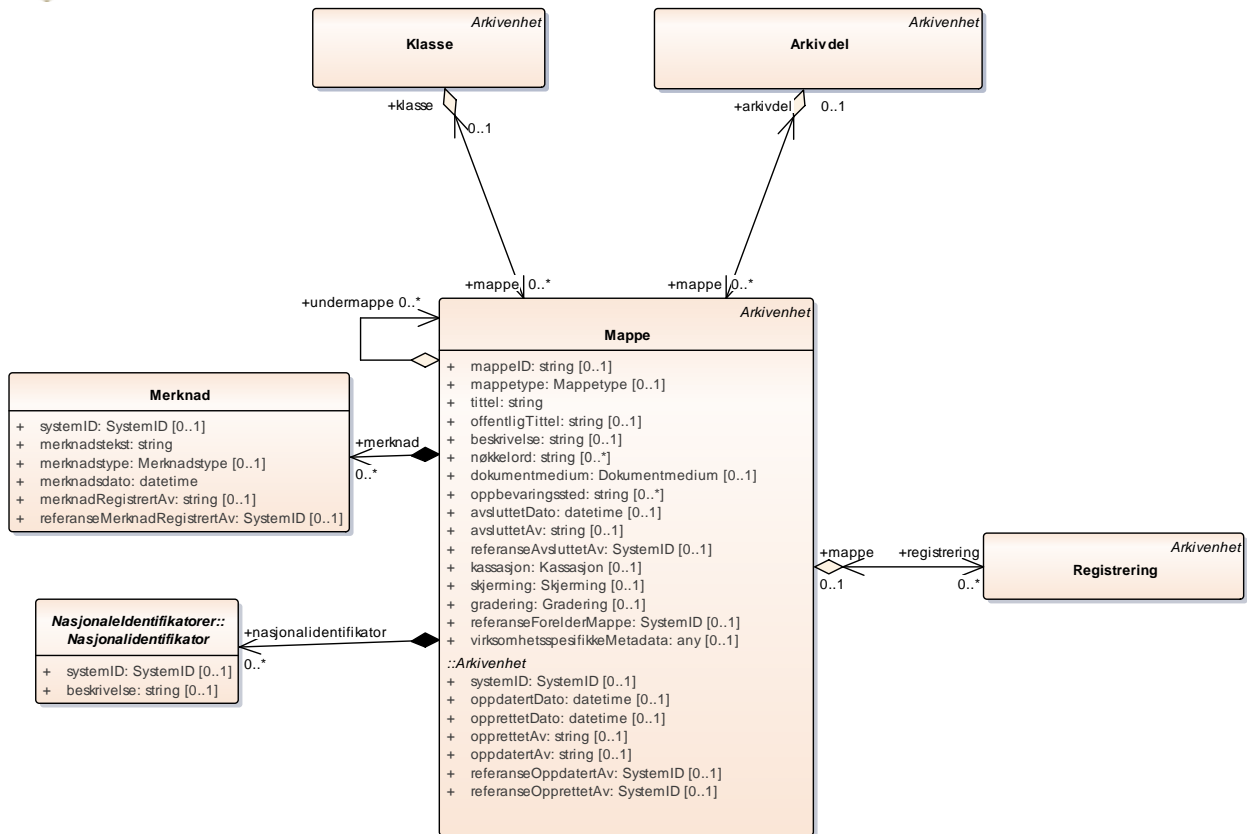 Arkivenhet
Klasse
Arkivenhet
Arkivdel
+klasse
0..1
+arkivdel
0..1
+mappe
0..*
+mappe
0..*
+undermappe 0..*
Arkivenhet
Mappe
+ mappeID: string [0..1]
+ mappetype: Mappetype [0..1]
+ tittel: string
+ offentligTittel: string [0..1]
+ beskrivelse: string [0..1]
+ nøkkelord: string [0..*]
+ dokumentmedium: Dokumentmedium [0..1]
+ oppbevaringssted: string [0..*]
+ avsluttetDato: datetime [0..1]
+ avsluttetAv: string [0..1]
+ referanseAvsluttetAv: SystemID [0..1]
+ kassasjon: Kassasjon [0..1]
+ skjerming: Skjerming [0..1]
+ gradering: Gradering [0..1]
+ referanseForelderMappe: SystemID [0..1]
+ virksomhetsspesifikkeMetadata: any [0..1]
::Arkivenhet
+ systemID: SystemID [0..1]
+ oppdatertDato: datetime [0..1]
+ opprettetDato: datetime [0..1]
+ opprettetAv: string [0..1]
+ oppdatertAv: string [0..1]
+ referanseOppdatertAv: SystemID [0..1]
+ referanseOpprettetAv: SystemID [0..1]
Merknad
+ systemID: SystemID [0..1]
+ merknadstekst: string
+ merknadstype: Merknadstype [0..1]
+ merknadsdato: datetime
+ merknadRegistrertAv: string [0..1]
+ referanseMerknadRegistrertAv: SystemID [0..1]
+merknad
0..*
NasjonaleIdentifikatorer::
Nasjonalidentifikator
+ systemID: SystemID [0..1]
+ beskrivelse: string [0..1]
+nasjonalidentifikator
0..*
+mappe
0..1
+registrering
0..*
Arkivenhet
Registrering